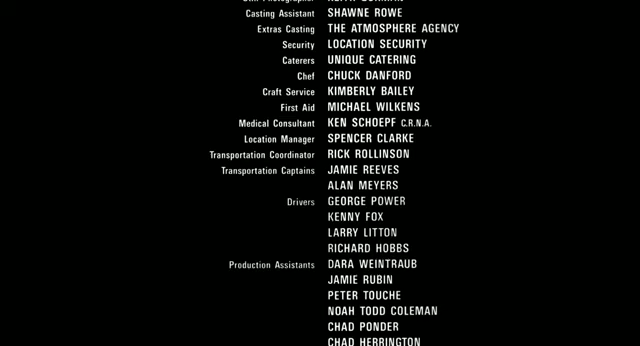 Casting Assistant SHAWNE ROWE
Extras Casting THE ATMOSPHERE AGENCY
Security LOCATION SECURITY
Caterers UNIQUE CATERING
Chef CHUCK DANFORD
Craft Service KIMBERLY BAILEY
First Aid MICHAEL WILKENS
Medical Consultant KEN SCHOEPF C.R.N.A.
Location Manager SPENCER CLARKE
Transportation Coordinator RICK ROLLINSON
Transportation Captains JAMIE REEVES
ALAN MEYERS
Drivers GEORGE POWER
KENNY FOX
LARRY LITTON
RICHARD HOBBS
Production Assistants DARA WEINTRAUB
JAMIE RUBIN
PETER TOUCHE
NOAH TODD COLEMAN
CHAD PONDER
CHAD HERRINGTON